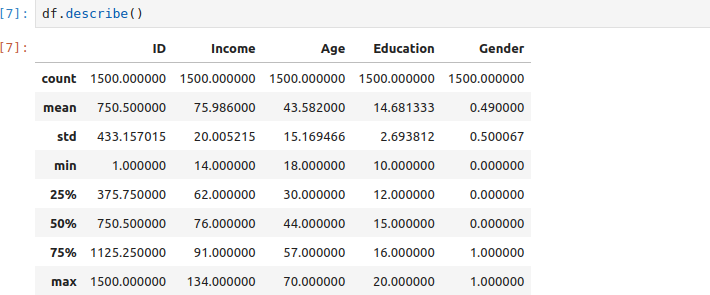 [7]: df.describe()
[7]: ID Income Age Education Gender
count 1500.000000 1500.000000 1500.000000 1500.000000 1500.000000
mean 750.500000 75.986000 43.582000 14.681333 0.490000
std 433.157015 20.005215 15.169466 2.693812 0.500067
min 1.000000 14.000000 18.000000 10.000000 0.000000
25% 375.750000 62.000000 30.000000 12.000000 0.000000
50% 750.500000 76.000000 44.000000 15.000000 0.000000
75% 1125.250000 91.000000 57.000000 16.000000 1.000000
max 1500.000000 134.000000 70.000000 20.000000 1.000000